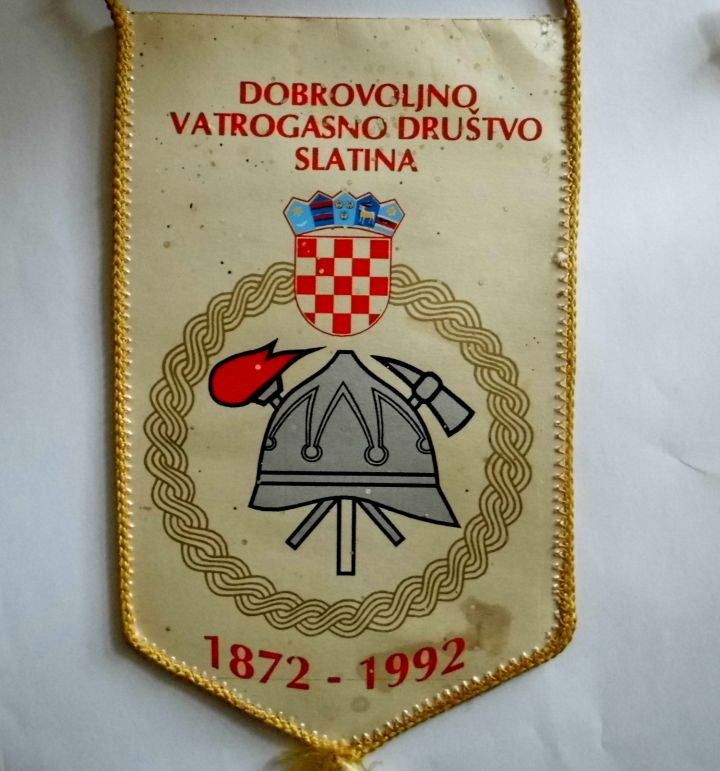 DOBROVOLJNO
VATROGASNO DRUŠTVO
SLATINA
1872 - 1992